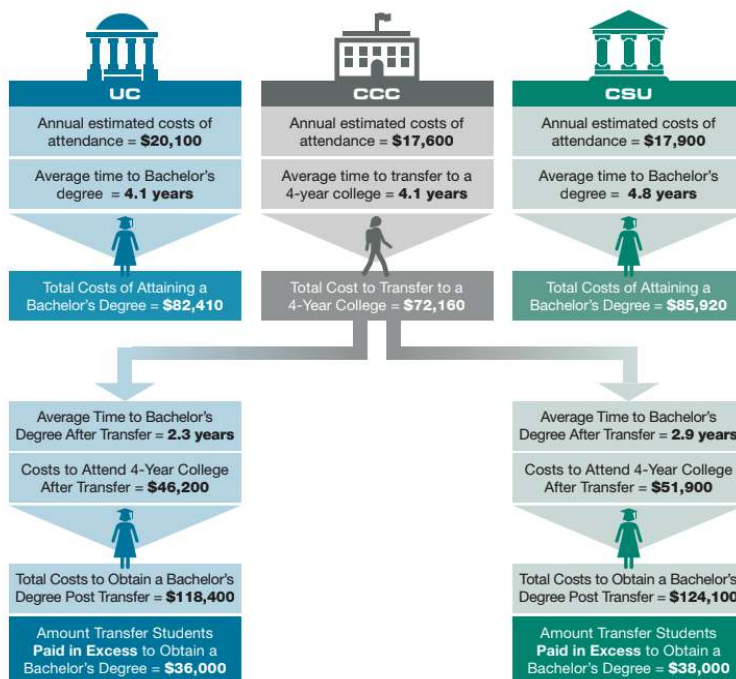 UC
Annual estimated costs of
attendance = $20,100
Average time to Bachelor's
degree = 4.1 years
Total Costs of Attaining a
Bachelor's Degree = $82,410
CCC
Annual estimated costs of
attendance = $17,600
Average time to transfer to a
4-year college = 4.1 years
Total Cost to Transfer to a
4-Year College = $72,160
CSU
Annual estimated costs of
attendance = $17,900
Average time to Bachelor's
degree = 4.8 years
Total Costs of Attaining a
Bachelor's Degree = $85,920
Average Time to Bachelor's
Degree After Transfer = 2.3 years
Costs to Attend 4-Year College
After Transfer = $46,200
Total Costs to Obtain a Bachelor's
Degree Post Transfer = $118,400
Amount Transfer Students
Paid in Excess to Obtain a
Bachelor's Degree = $36,000
Average Time to Bachelor's
Degree After Transfer = 2.9 years
Costs to Attend 4-Year College
After Transfer = $51,900
Total Costs to Obtain a Bachelor's
Degree Post Transfer = $124,100
Amount Transfer Students
Paid in Excess to Obtain a
Bachelor's Degree = $38,000